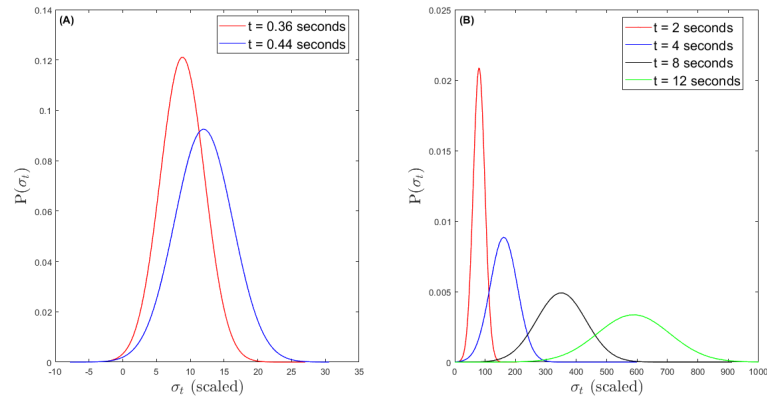 (A)
t = 0.36 seconds
t = 0.44 seconds
P(σt)
0.14
0.12
0.1
0.08
0.06
0.04
0.02
0
-10 -5 0 5 10 15 20 25 30 35
σt (scaled)
(B)
t = 2 seconds
t = 4 seconds
t = 8 seconds
t = 12 seconds
P(σt)
0.025
0.02
0.015
0.01
0.005
0
0 100 200 300 400 500 600 700 800 900 1000
σt (scaled)